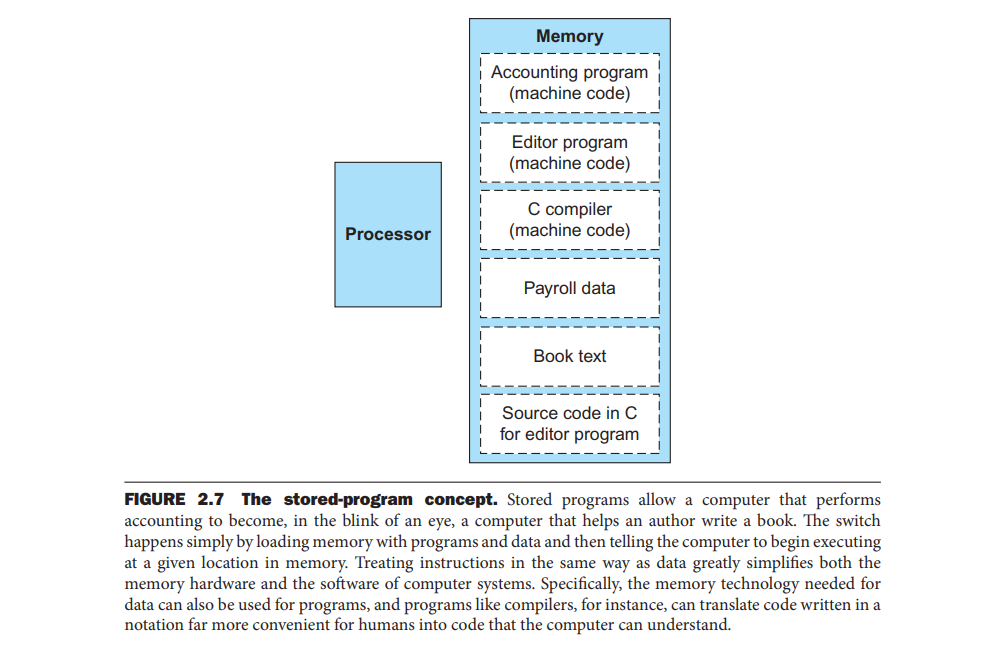 Memory
Accounting program
(machine code)
Editor program
(machine code)
C compiler
(machine code)
Processor
Payroll data
Book text
Source code in C
for editor program
FIGURE 2.7 The stored-program concept. Stored programs allow a computer that performs
accounting to become, in the blink of an eye, a computer that helps an author write a book. The switch
happens simply by loading memory with programs and data and then telling the computer to begin executing
at a given location in memory. Treating instructions in the same way as data greatly simplifies both the
memory hardware and the software of computer systems. Specifically, the memory technology needed for
data can also be used for programs, and programs like compilers, for instance, can translate code written in a
notation far more convenient for humans into code that the computer can understand.